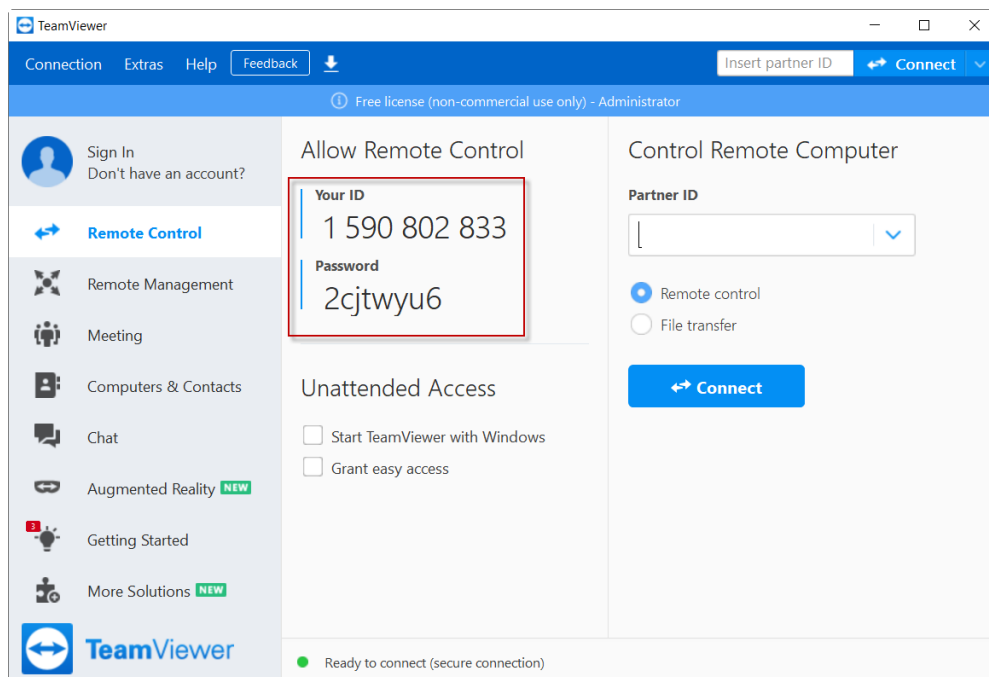 TeamViewer
Connection Extras Help Feedback Insert partner ID Connect
Free license (non-commercial use only) - Administrator
Sign In
Don't have an account?
Remote Control
Remote Management
Meeting
Computers & Contacts
Chat
Augmented Reality NEW
3
Getting Started
More Solutions NEW
TeamViewer
Allow Remote Control
Your ID
1 590 802 833
Password
2cjtwyu6
Unattended Access
Start TeamViewer with Windows
Grant easy access
Control Remote Computer
Partner ID
Remote control
File transfer
Connect
Ready to connect (secure connection)